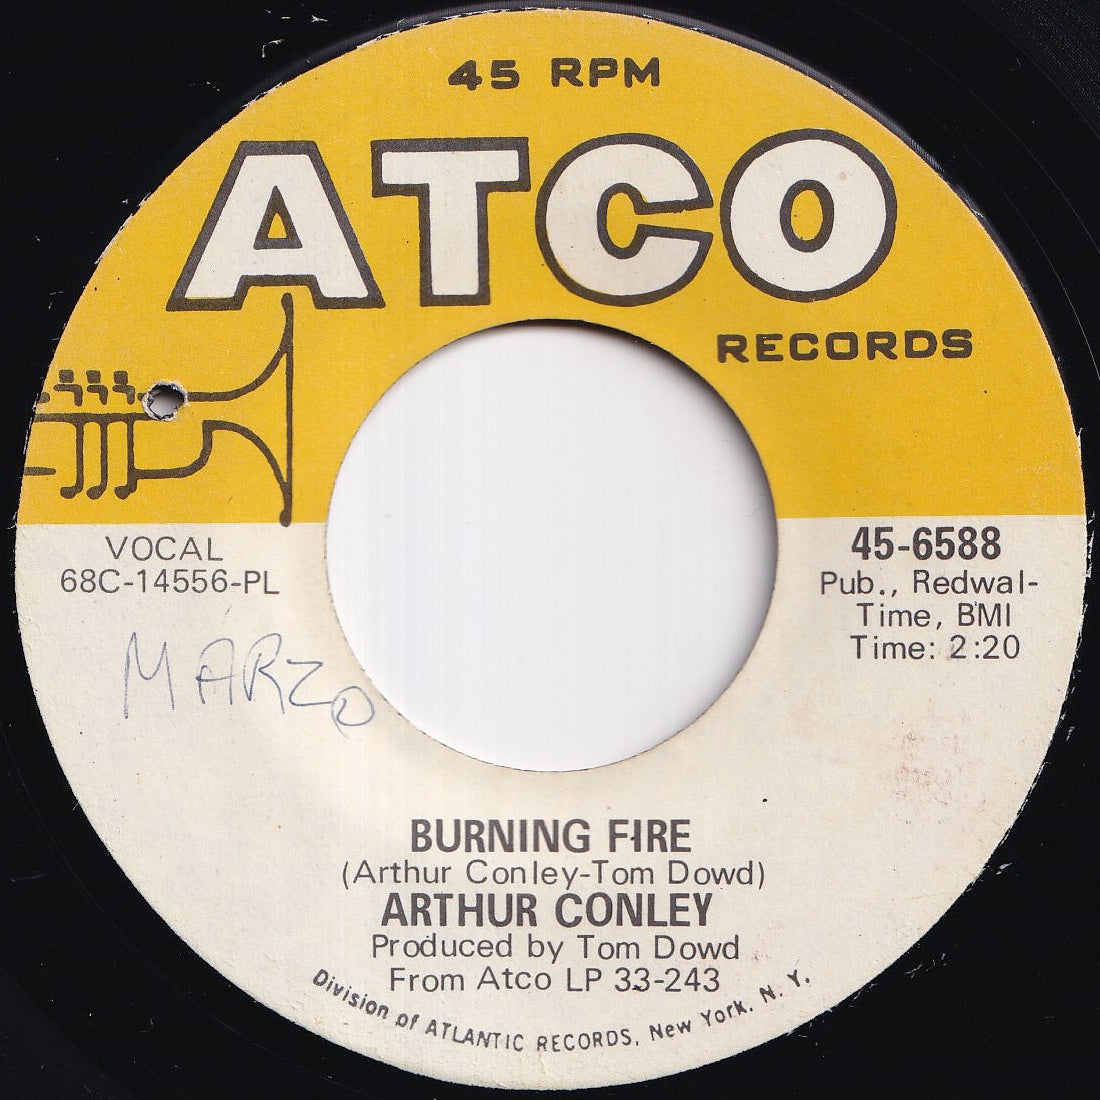 45 RPM
ATCO
RECORDS
VOCAL
68C-14556-PL
45-6588
Pub., Redwal-
Time, BMI
Time: 2:20
MARZO
BURNING FIRE
(Arthur Conley-Tom Dowd)
ARTHUR CONLEY
Produced by Tom Dowd
From Atco LP 33-243
Division of ATLANTIC RECORDS, New York, N. Y.